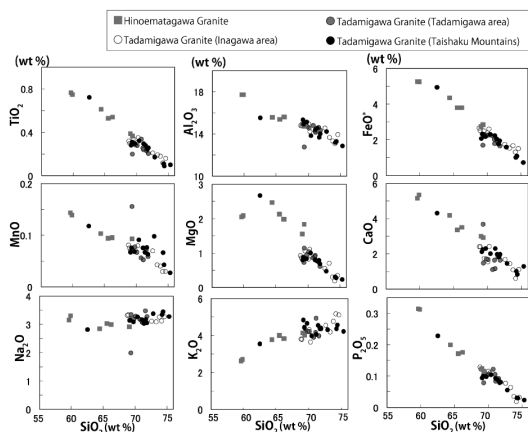 Hinoematagawa Granite
Tadamigawa Granite (Tadamigawa area)
Tadamigawa Granite (Inagawa area)
Tadamigawa Granite (Taishaku Mountains)
(wt %)
(wt %)
(wt %)
TiO2
0.8
0.4
0
Al2O3
18
16
14
10
FeO*
6
4
2
0
MnO
0.2
0.1
0
MgO
3
2
1
0
CaO
6
4
2
0
Na2O
4
3
2
1
0
K2O
6
4
2
0
P2O5
0.3
0.2
0.1
0
55 60 65 70 75
55 60 65 70 75
55 60 65 70 75
SiO2 (wt %)
SiO2 (wt %)
SiO2 (wt %)